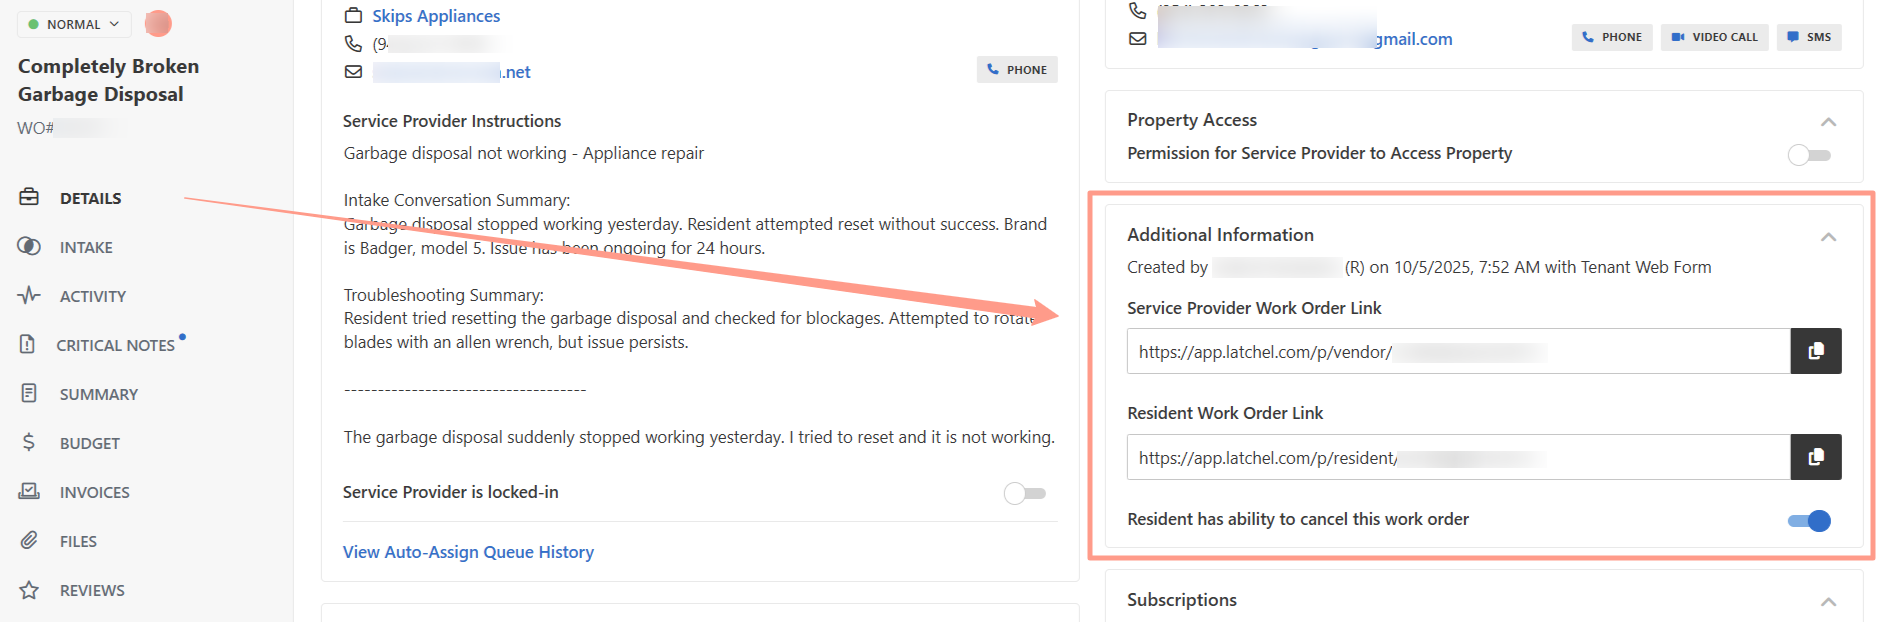 NORMAL
Completely Broken
Garbage Disposal
WO#
DETAILS
INTAKE
ACTIVITY
CRITICAL NOTES
SUMMARY
BUDGET
INVOICES
FILES
REVIEWS
Skips Appliances
(9
.net
PHONE
Service Provider Instructions
Garbage disposal not working - Appliance repair
Intake Conversation Summary:
Garbage disposal stopped working yesterday. Resident attempted reset without success. Brand
is Badger, model 5. Issue has been ongoing for 24 hours.
Troubleshooting Summary:
Resident tried resetting the garbage disposal and checked for blockages. Attempted to rotate
blades with an allen wrench, but issue persists.
------------------------------------
The garbage disposal suddenly stopped working yesterday. I tried to reset and it is not working.
Service Provider is locked-in
View Auto-Assign Queue History
gmail.com
PHONE
VIDEO CALL
SMS
Property Access
Permission for Service Provider to Access Property
Additional Information
Created by (R) on 10/5/2025, 7:52 AM with Tenant Web Form
Service Provider Work Order Link
https://app.latchel.com/p/vendor/
Resident Work Order Link
https://app.latchel.com/p/resident/
Resident has ability to cancel this work order
Subscriptions